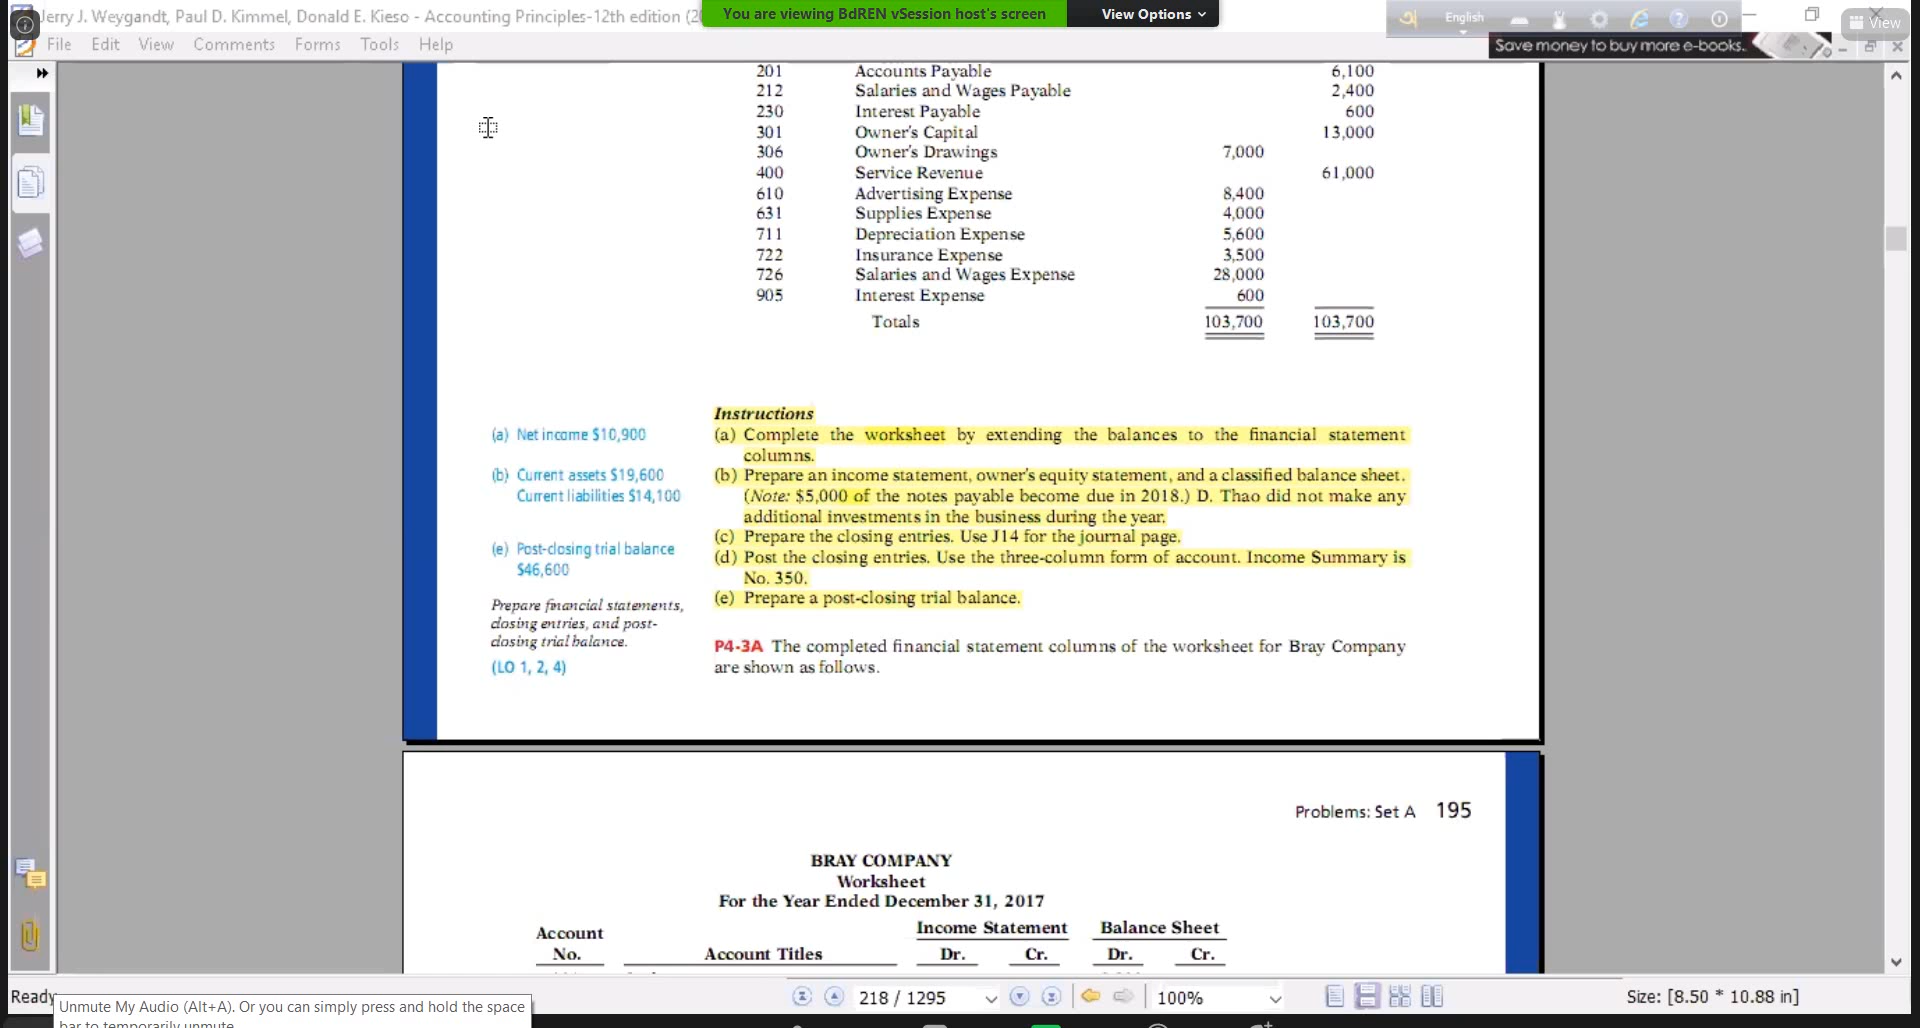 Jerry J. Weygandt, Paul D. Kimmel, Donald E. Kieso - Accounting Principles-12th edition (2
You are viewing BdREN vSession host's screen
View Options
English
View
File Edit View Comments Forms Tools Help
Save money to buy more e-books..
201 Accounts Payable 6,100
212 Salaries and Wages Payable 2,400
230 Interest Payable 600
301 Owner's Capital 13,000
306 Owner's Drawings 7,000
400 Service Revenue 61,000
610 Advertising Expense 8,400
631 Supplies Expense 4,000
711 Depreciation Expense 5,600
722 Insurance Expense 3,500
726 Salaries and Wages Expense 28,000
905 Interest Expense 600
Totals 103,700 103,700
Instructions
(a) Net income $10,900
(a) Complete the worksheet by extending the balances to the financial statement
columns.
(b) Current assets $19,600
Current liabilities $14,100
(b) Prepare an income statement, owner's equity statement, and a classified balance sheet.
(Note: $5,000 of the notes payable become due in 2018.) D. Thao did not make any
additional investments in the business during the year.
(c) Prepare the closing entries. Use J14 for the journal page.
(e) Post-closing trial balance
$46,600
(d) Post the closing entries. Use the three-column form of account. Income Summary is
No. 350.
(e) Prepare a post-closing trial balance.
Prepare financial statements,
closing entries, and post-
closing trial balance.
(LO 1, 2, 4)
P4-3A The completed financial statement columns of the worksheet for Bray Company
are shown as follows.
Problems: Set A 195
BRAY COMPANY
Worksheet
For the Year Ended December 31, 2017
Account Income Statement Balance Sheet
No. Account Titles Dr. Cr. Dr. Cr.
Ready
218 / 1295
100%
Size: [8.50 * 10.88 in]
Unmute My Audio (Alt+A). Or you can simply press and hold the space
bar to temporarily unmute